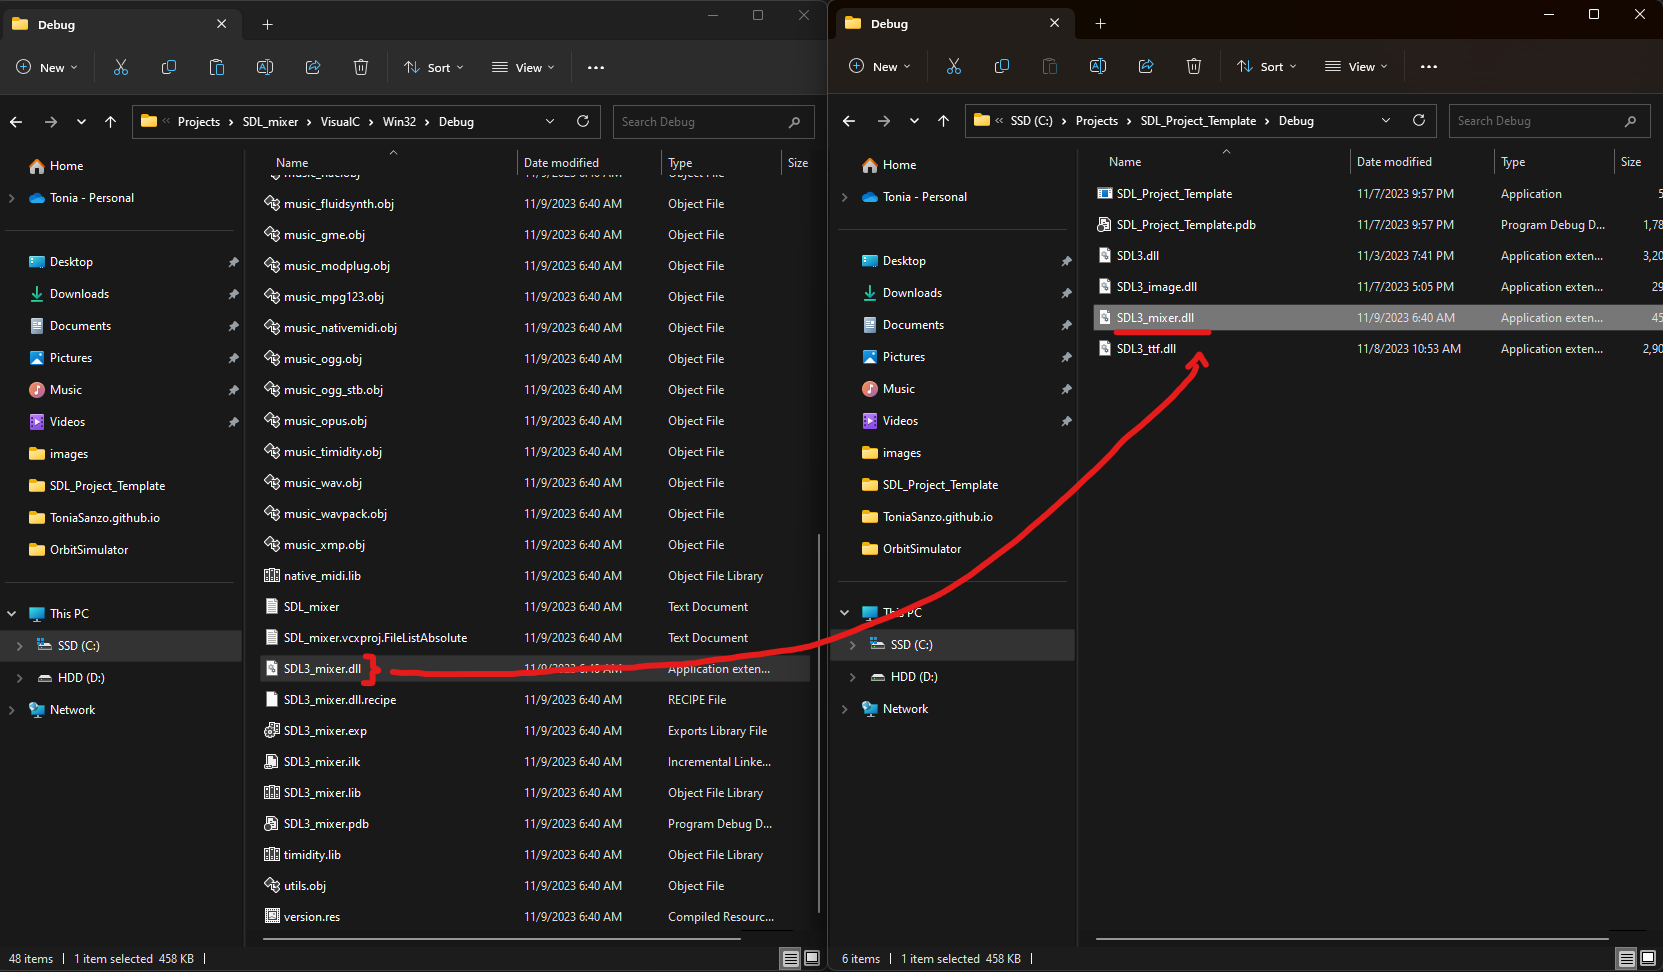 Debug
New
Sort
View
Projects > SDL_mixer > VisualC > Win32 > Debug
Search Debug
Home
Tonia - Personal
Desktop
Downloads
Documents
Pictures
Music
Videos
images
SDL_Project_Template
ToniaSanzo.github.io
OrbitSimulator
This PC
SSD (C:)
HDD (D:)
Network
Name Date modified Type Size
music_fluidsynth.obj 11/9/2023 6:40 AM Object File
music_gme.obj 11/9/2023 6:40 AM Object File
music_modplug.obj 11/9/2023 6:40 AM Object File
music_mpg123.obj 11/9/2023 6:40 AM Object File
music_nativemidi.obj 11/9/2023 6:40 AM Object File
music_ogg.obj 11/9/2023 6:40 AM Object File
music_ogg_stb.obj 11/9/2023 6:40 AM Object File
music_opus.obj 11/9/2023 6:40 AM Object File
music_timidity.obj 11/9/2023 6:40 AM Object File
music_wav.obj 11/9/2023 6:40 AM Object File
music_wavpack.obj 11/9/2023 6:40 AM Object File
music_xmp.obj 11/9/2023 6:40 AM Object File
native_midi.lib 11/9/2023 6:40 AM Object File Library
SDL_mixer 11/9/2023 6:40 AM Text Document
SDL_mixer.vcxproj.FileListAbsolute 11/9/2023 6:40 AM Text Document
SDL3_mixer.dll 11/9/2023 6:40 AM Application exten...
SDL3_mixer.dll.recipe 11/9/2023 6:40 AM RECIPE File
SDL3_mixer.exp 11/9/2023 6:40 AM Exports Library File
SDL3_mixer.ilk 11/9/2023 6:40 AM Incremental Linke...
SDL3_mixer.lib 11/9/2023 6:40 AM Object File Library
SDL3_mixer.pdb 11/9/2023 6:40 AM Program Debug D...
timidity.lib 11/9/2023 6:40 AM Object File Library
utils.obj 11/9/2023 6:40 AM Object File
version.res 11/9/2023 6:40 AM Compiled Resourc...
48 items | 1 item selected 458 KB |
Debug
New
Sort
View
SSD (C:) > Projects > SDL_Project_Template > Debug
Search Debug
Home
Tonia - Personal
Desktop
Downloads
Documents
Pictures
Music
Videos
images
SDL_Project_Template
ToniaSanzo.github.io
OrbitSimulator
This PC
SSD (C:)
HDD (D:)
Network
Name Date modified Type Size
SDL_Project_Template 11/7/2023 9:57 PM Application 5
SDL_Project_Template.pdb 11/7/2023 9:57 PM Program Debug D... 1,78
SDL3.dll 11/3/2023 7:41 PM Application exten... 3,20
SDL3_image.dll 11/7/2023 5:05 PM Application exten... 29
SDL3_mixer.dll 11/9/2023 6:40 AM Application exten... 45
SDL3_ttf.dll 11/8/2023 10:53 AM Application exten... 2,90
6 items | 1 item selected 458 KB |